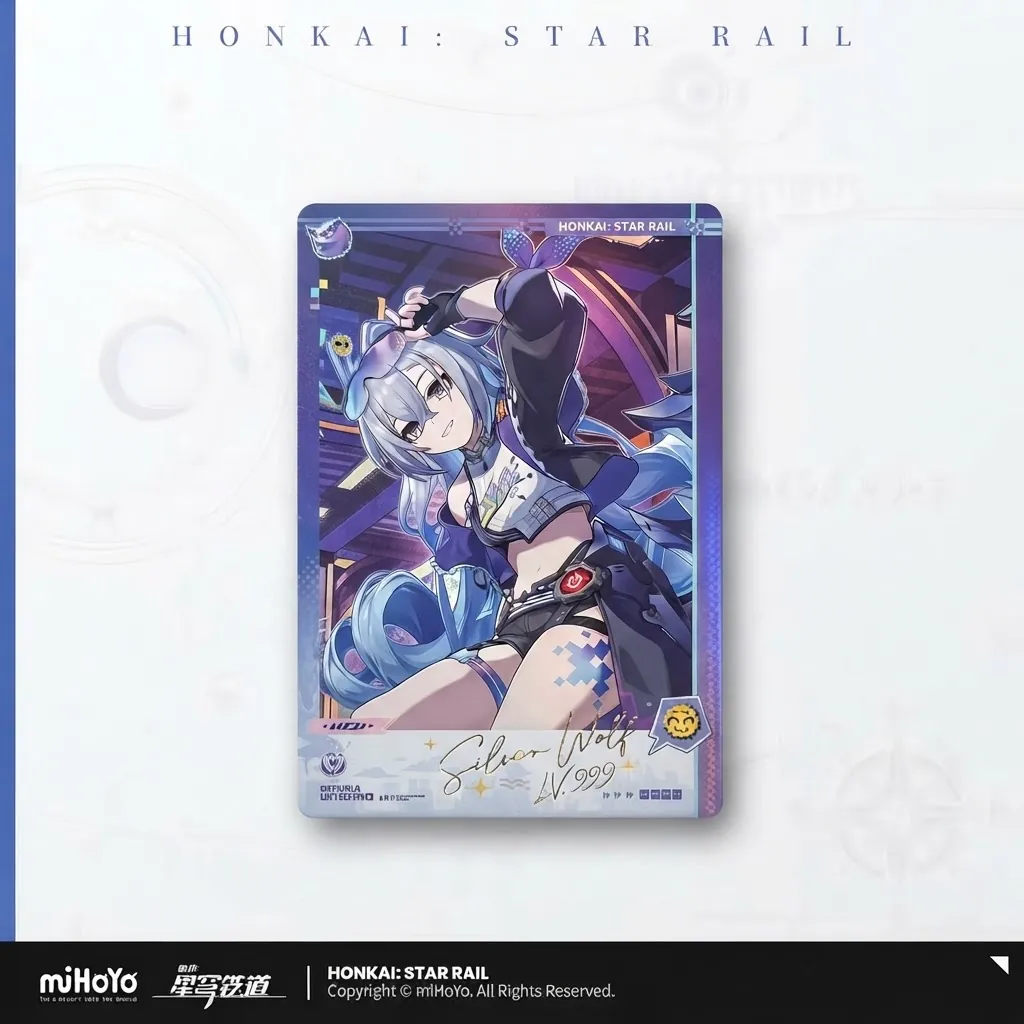 HONKAI: STAR RAIL
HONKAI: STAR RAIL
Silver Wolf
LV.999
miHoYo
星穹铁道
HONKAI: STAR RAIL
Copyright © miHoYo. All Rights Reserved.